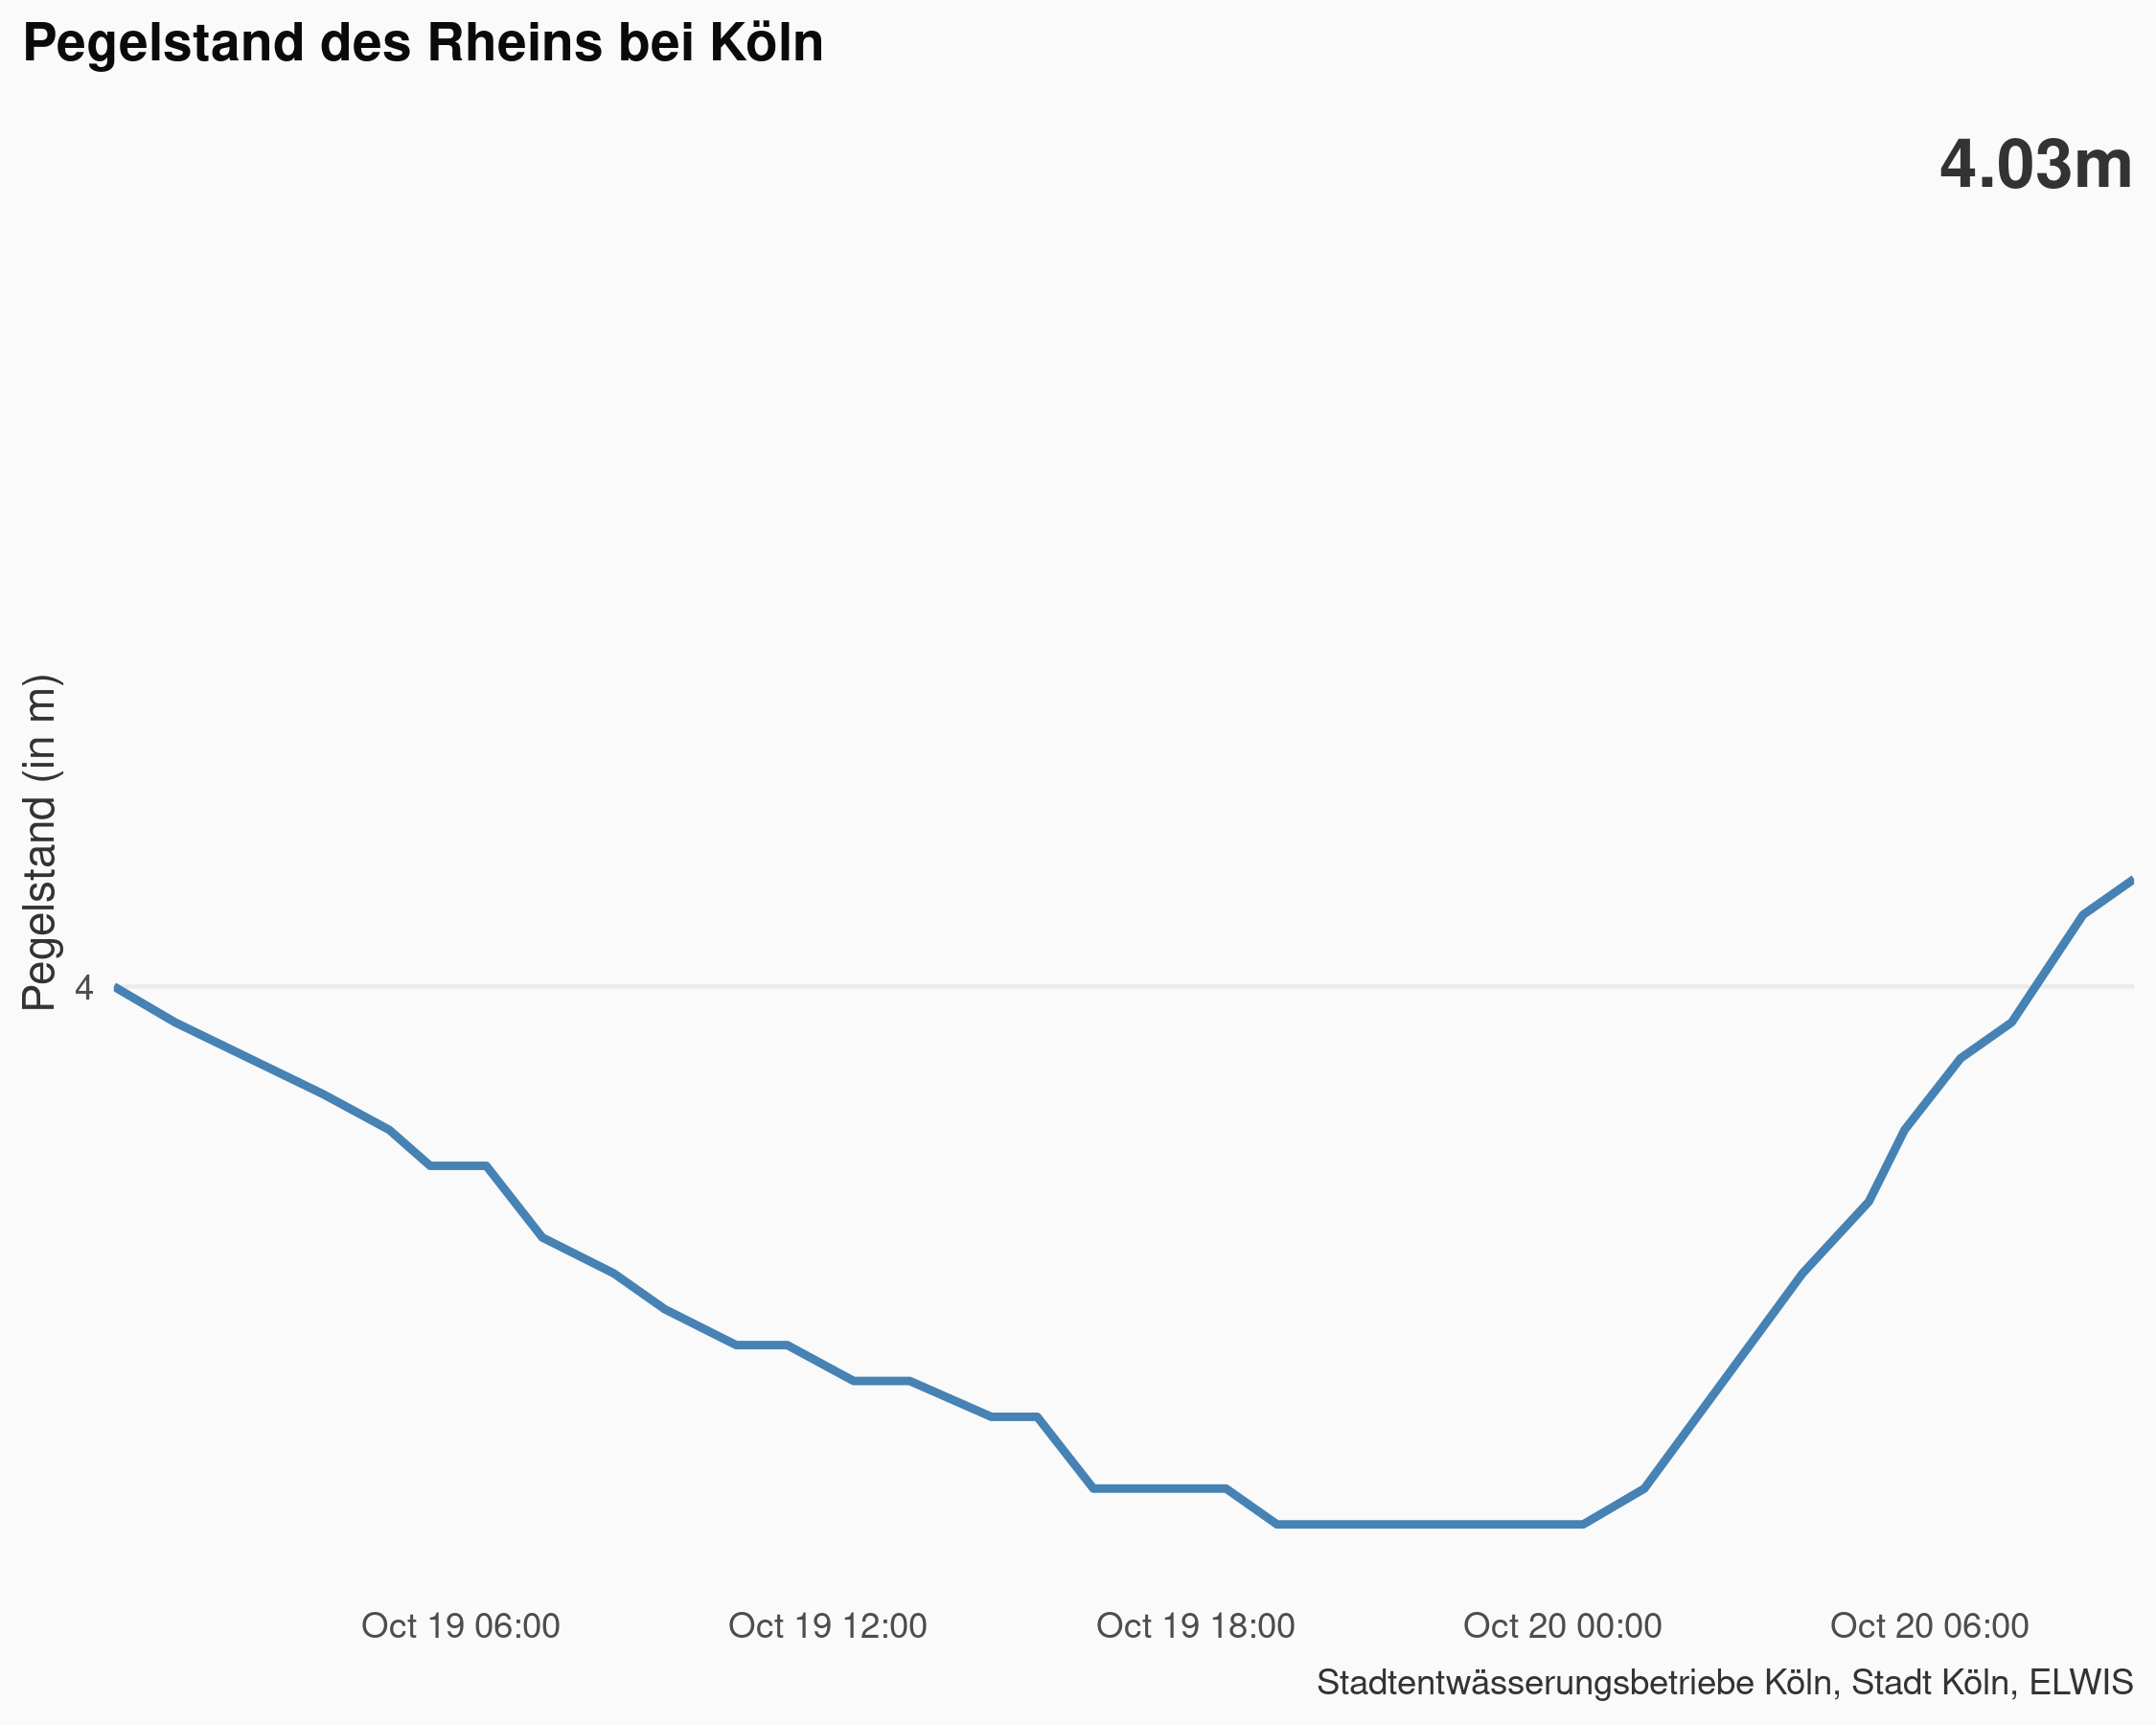 Pegelstand des Rheins bei Köln
4.03m
Pegelstand (in m)
4
Oct 19 06:00 Oct 19 12:00 Oct 19 18:00 Oct 20 00:00 Oct 20 06:00
Stadtentwässerungsbetriebe Köln, Stadt Köln, ELWIS